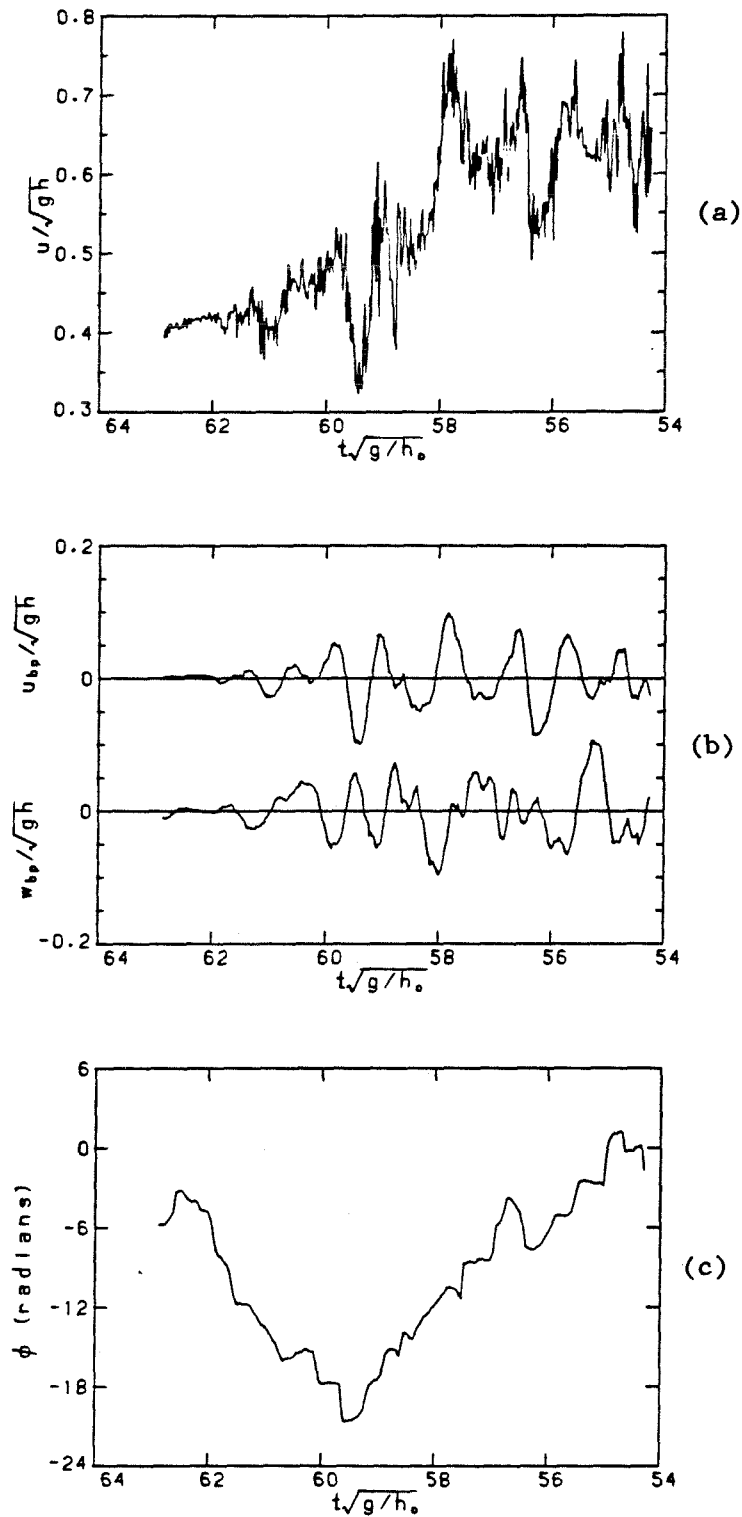 0.8
0.7
0.6
0.5
0.4
0.3
u/√gh
64 62 60 58 56 54
t√g/h₀
(a)
0.2
0
0
-0.2
u_bp/√gh
w_bp/√gh
64 62 60 58 56 54
t√g/h₀
(b)
6
0
-6
-12
-18
-24
ϕ (radians)
64 62 60 58 56 54
t√g/h₀
(c)